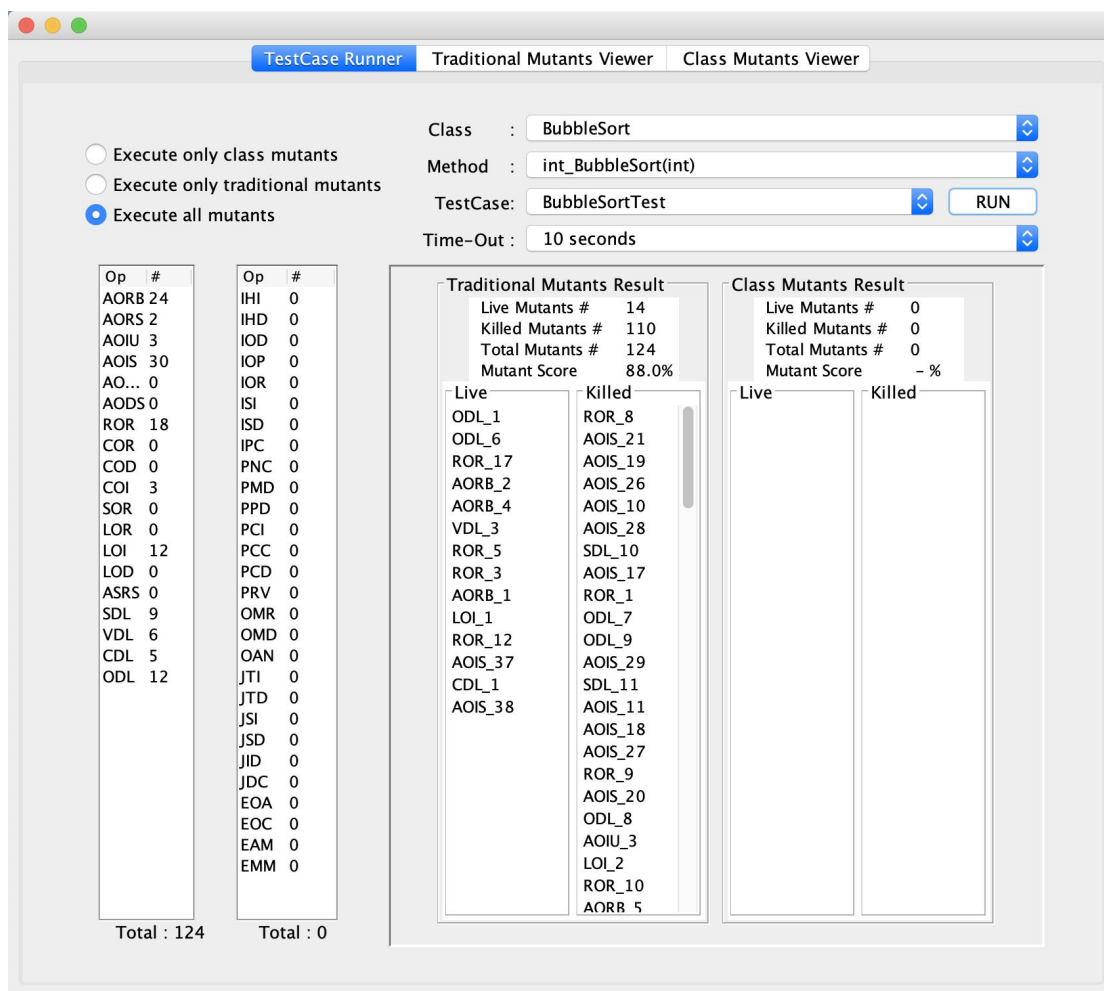 TestCase Runner Traditional Mutants Viewer Class Mutants Viewer
Execute only class mutants
Execute only traditional mutants
Execute all mutants
Class : BubbleSort
Method : int_BubbleSort(int)
TestCase: BubbleSortTest RUN
Time-Out : 10 seconds
Op #
AORB 24
AORS 2
AOIU 3
AOIS 30
AO... 0
AODS 0
ROR 18
COR 0
COD 0
COI 3
SOR 0
LOR 0
LOI 12
LOD 0
ASRS 0
SDL 9
VDL 6
CDL 5
ODL 12
Total : 124
Op #
IHI 0
IHD 0
IOD 0
IOP 0
IOR 0
ISI 0
ISD 0
IPC 0
PNC 0
PMD 0
PPD 0
PCI 0
PCC 0
PCD 0
PRV 0
OMR 0
OMD 0
OAN 0
JTI 0
JTD 0
JSI 0
JSD 0
JID 0
JDC 0
EOA 0
EOC 0
EAM 0
EMM 0
Total : 0
Traditional Mutants Result
Live Mutants # 14
Killed Mutants # 110
Total Mutants # 124
Mutant Score 88.0%
Live
ODL_1
ODL_6
ROR_17
AORB_2
AORB_4
VDL_3
ROR_5
ROR_3
AORB_1
LOI_1
ROR_12
AOIS_37
CDL_1
AOIS_38
Killed
ROR_8
AOIS_21
AOIS_19
AOIS_26
AOIS_10
AOIS_28
SDL_10
AOIS_17
ROR_1
ODL_7
ODL_9
AOIS_29
SDL_11
AOIS_11
AOIS_18
AOIS_27
ROR_9
AOIS_20
ODL_8
AOIU_3
LOI_2
ROR_10
AORB_5
Class Mutants Result
Live Mutants # 0
Killed Mutants # 0
Total Mutants # 0
Mutant Score - %
Live
Killed